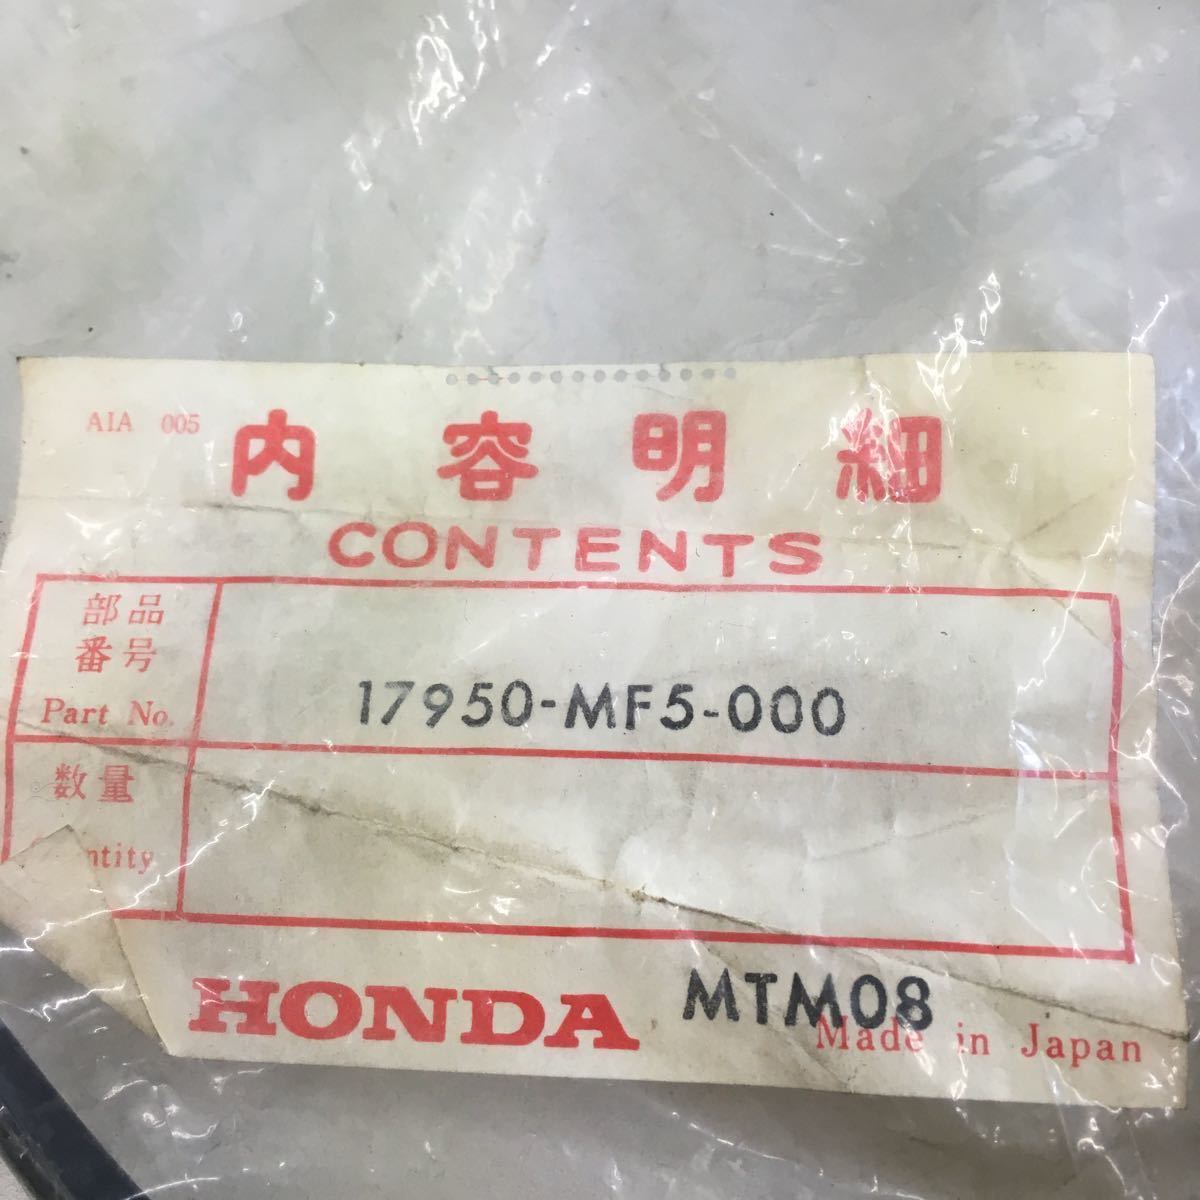 AIA 005
内容明細
CONTENTS
部品
番号
Part No.
17950-MF5-000
数量
HONDA
MTM08
Made in Japan